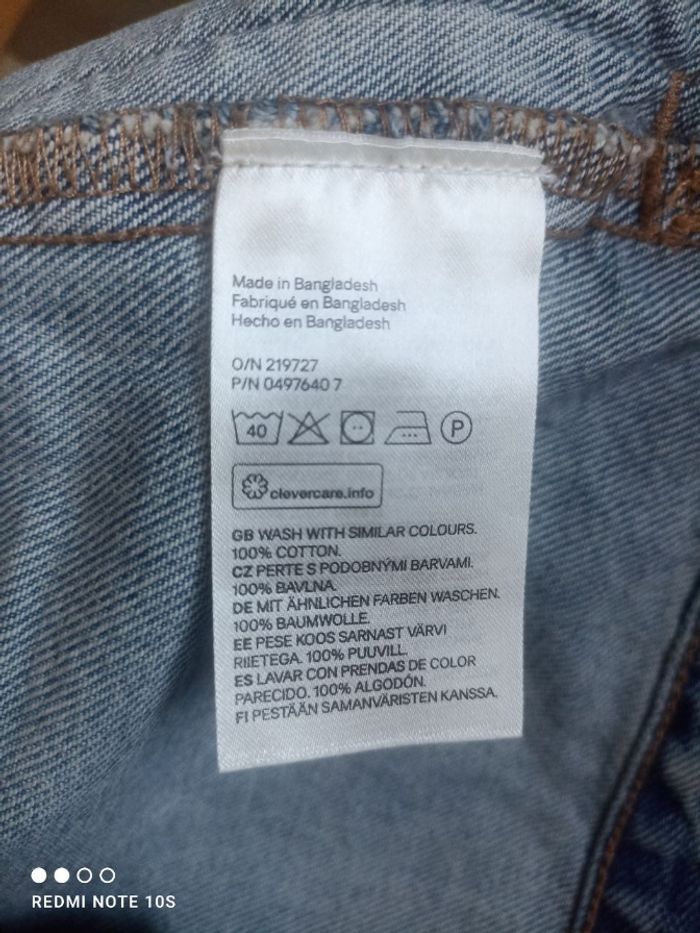 Made in Bangladesh
Fabriqué en Bangladesh
Hecho en Bangladesh
O/N 219727
P/N 0497640 7
40 P
clevercare.info
GB WASH WITH SIMILAR COLOURS.
100% COTTON.
CZ PERTE S PODOBNÝMI BARVAMI.
100% BAVLNA.
DE MIT ÄHNLICHEN FARBEN WASCHEN.
100% BAUMWOLLE.
EE PESE KOOS SARNAST VÄRVI
RIIETEGA. 100% PUUVILL.
ES LAVAR CON PRENDAS DE COLOR
PARECIDO. 100% ALGODÓN.
FI PESTÄÄN SAMANVÄRISTEN KANSSA.
REDMI NOTE 10S